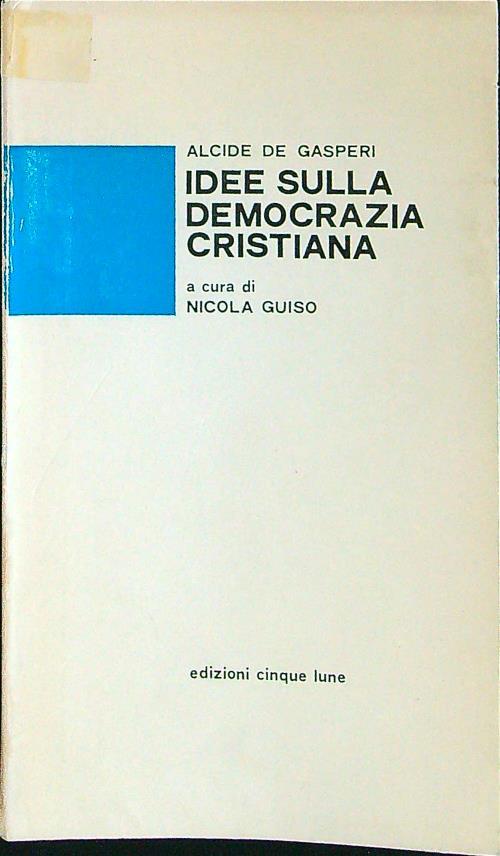 ALCIDE DE GASPERI
IDEE SULLA
DEMOCRAZIA
CRISTIANA
a cura di
NICOLA GUISO
edizioni cinque lune